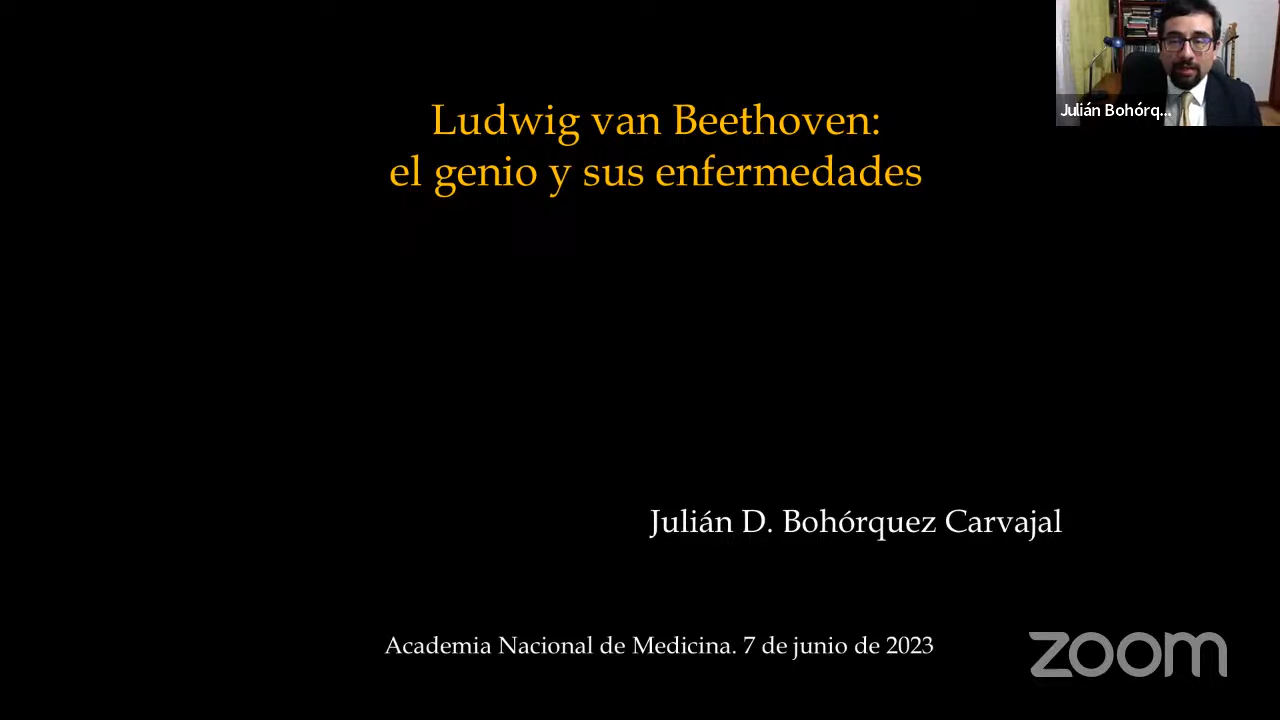 Ludwig van Beethoven:
el genio y sus enfermedades
Julián Bohórq...
Julián D. Bohórquez Carvajal
Academia Nacional de Medicina. 7 de junio de 2023
zoom